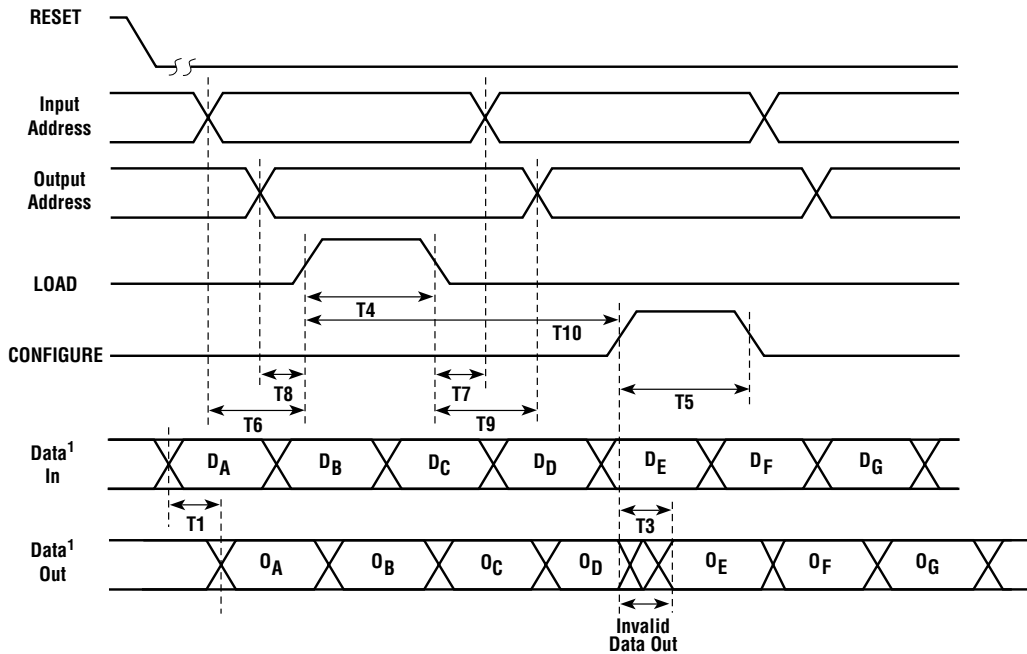 RESET
Input
Address
Output
Address
LOAD
T4
T10
CONFIGURE
T8
T7
T5
T6
T9
Data1
In
DA
DB
DC
DD
DE
DF
DG
T1
T3
Data1
Out
OA
OB
OC
OD
OE
OF
OG
Invalid
Data Out